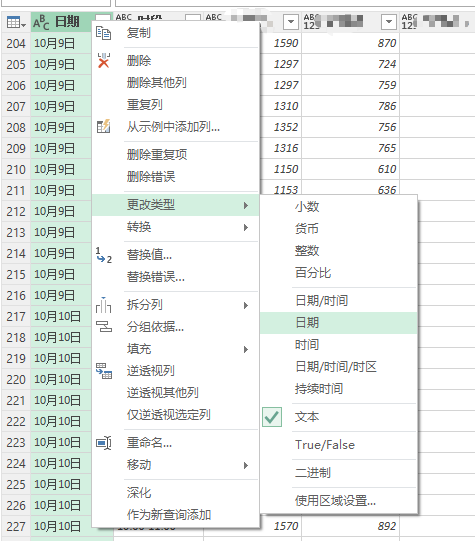 ABC 日期 ABC ABC 123 ABC 123 ABC 123
204 10月9日 1590 870
205 10月9日 1297 724
206 10月9日 1297 759
207 10月9日 1310 786
208 10月9日 1352 756
209 10月9日 1316 765
210 10月9日 1150 610
211 10月9日 1153 636
212 10月9日
213 10月9日
214 10月9日
215 10月9日
216 10月9日
217 10月10日
218 10月10日
219 10月10日
220 10月10日
221 10月10日
222 10月10日
223 10月10日
224 10月10日
225 10月10日
226 10月10日
227 10月10日 1570 892
复制
删除
删除其他列
重复列
从示例中添加列...
删除重复项
删除错误
更改类型
转换
1 2 替换值...
替换错误...
拆分列
分组依据...
填充
逆透视列
逆透视其他列
仅逆透视选定列
重命名...
移动
深化
作为新查询添加
小数
货币
整数
百分比
日期/时间
日期
时间
日期/时间/时区
持续时间
文本
True/False
二进制
使用区域设置...